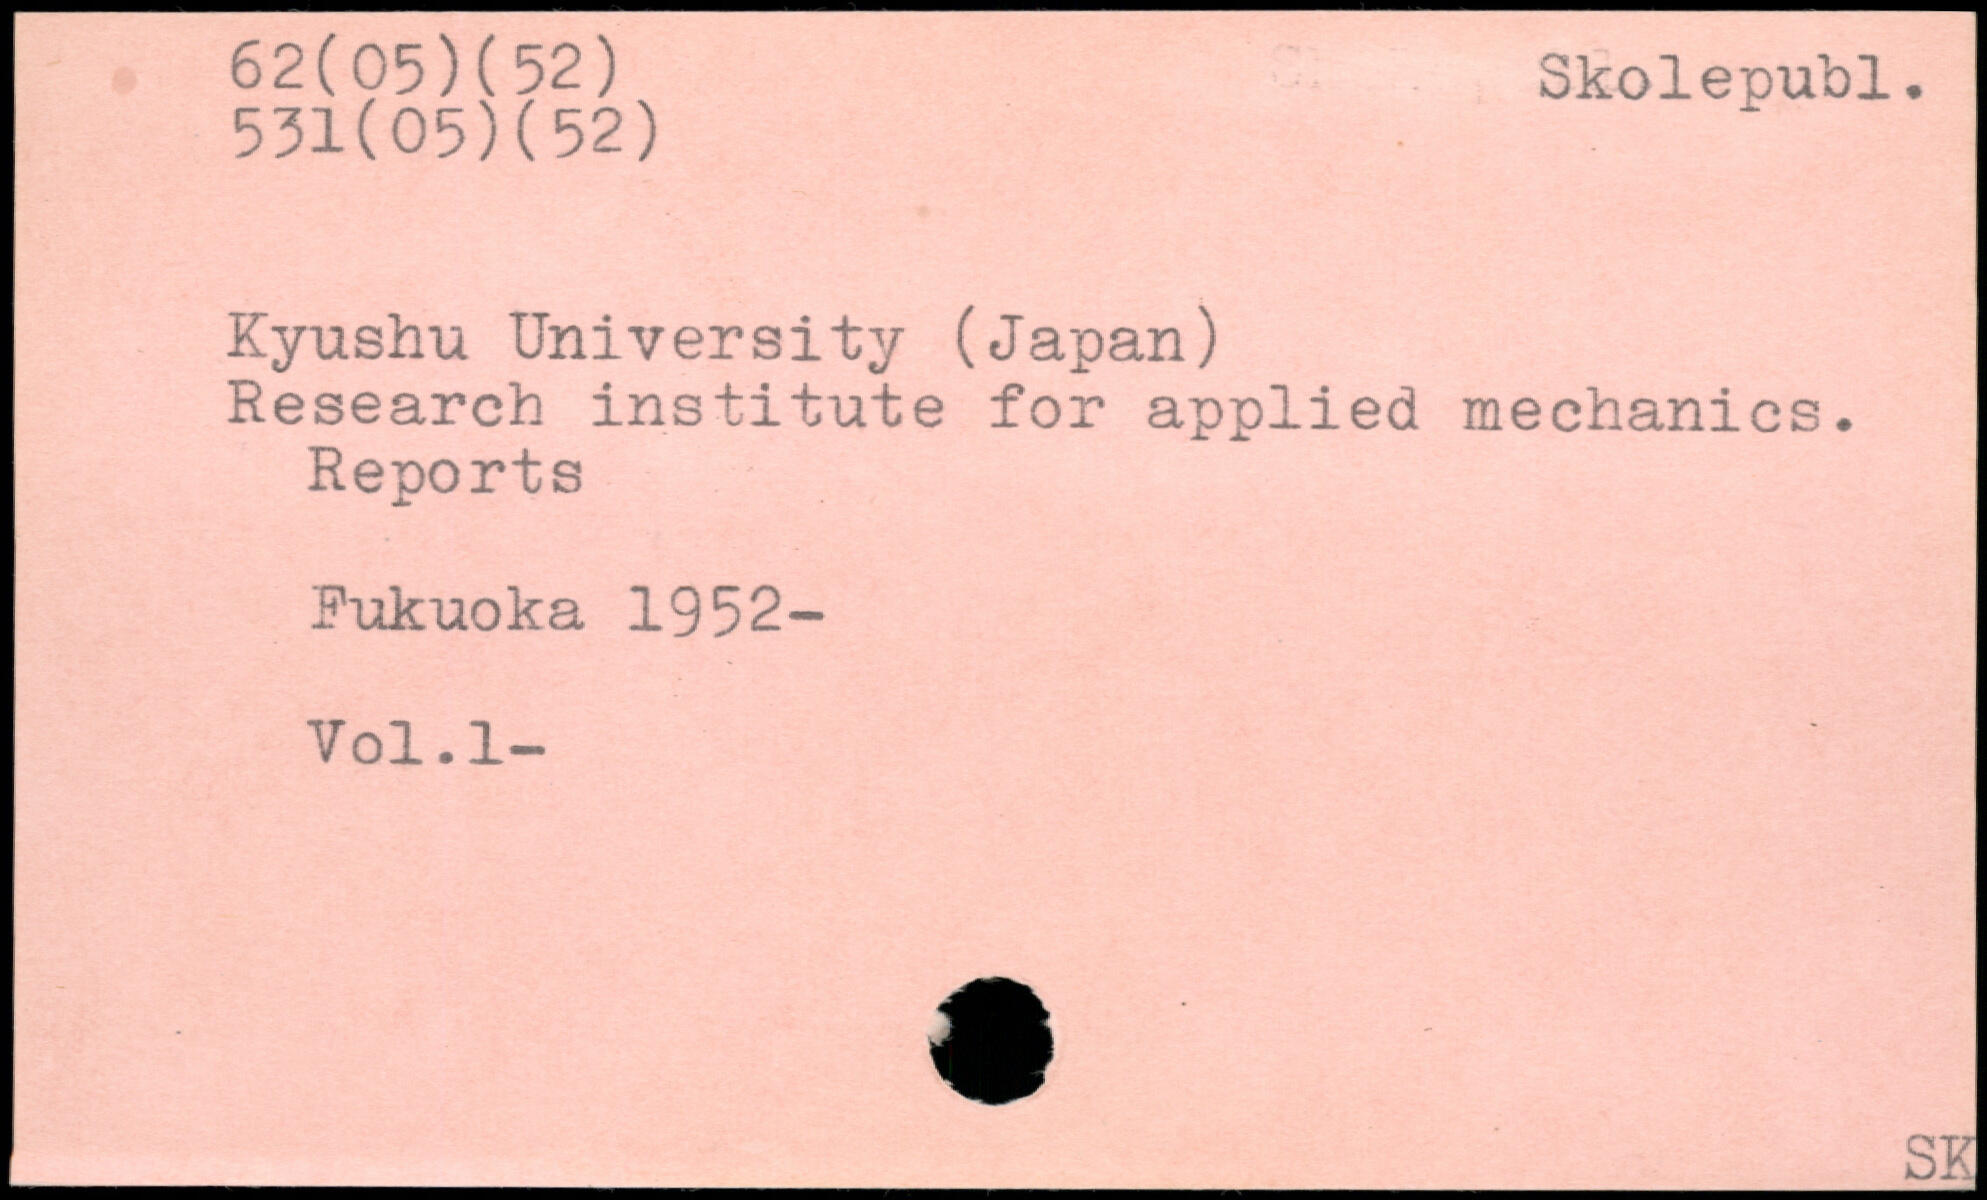 62(05)(52)
Skolepubl.
531(05)(52)
Kyushu University (Japan)
Research institute for applied mechanics.
Reports
Fukuoka 1952-
Vol.1-
SK